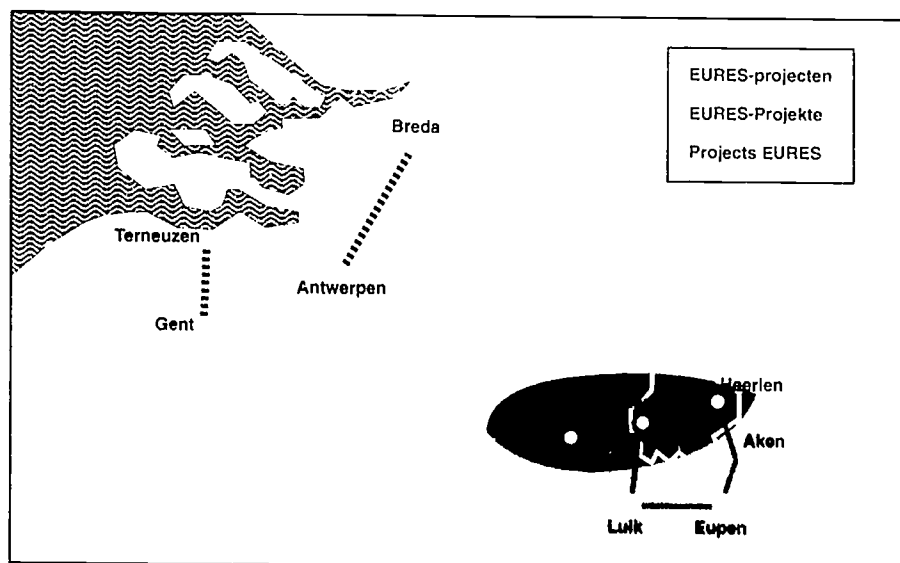 EURES-projecten
EURES-Projekte
Projects EURES
Breda
Terneuzen
Antwerpen
Gent
Heerlen
Aken
Luik
Eupen